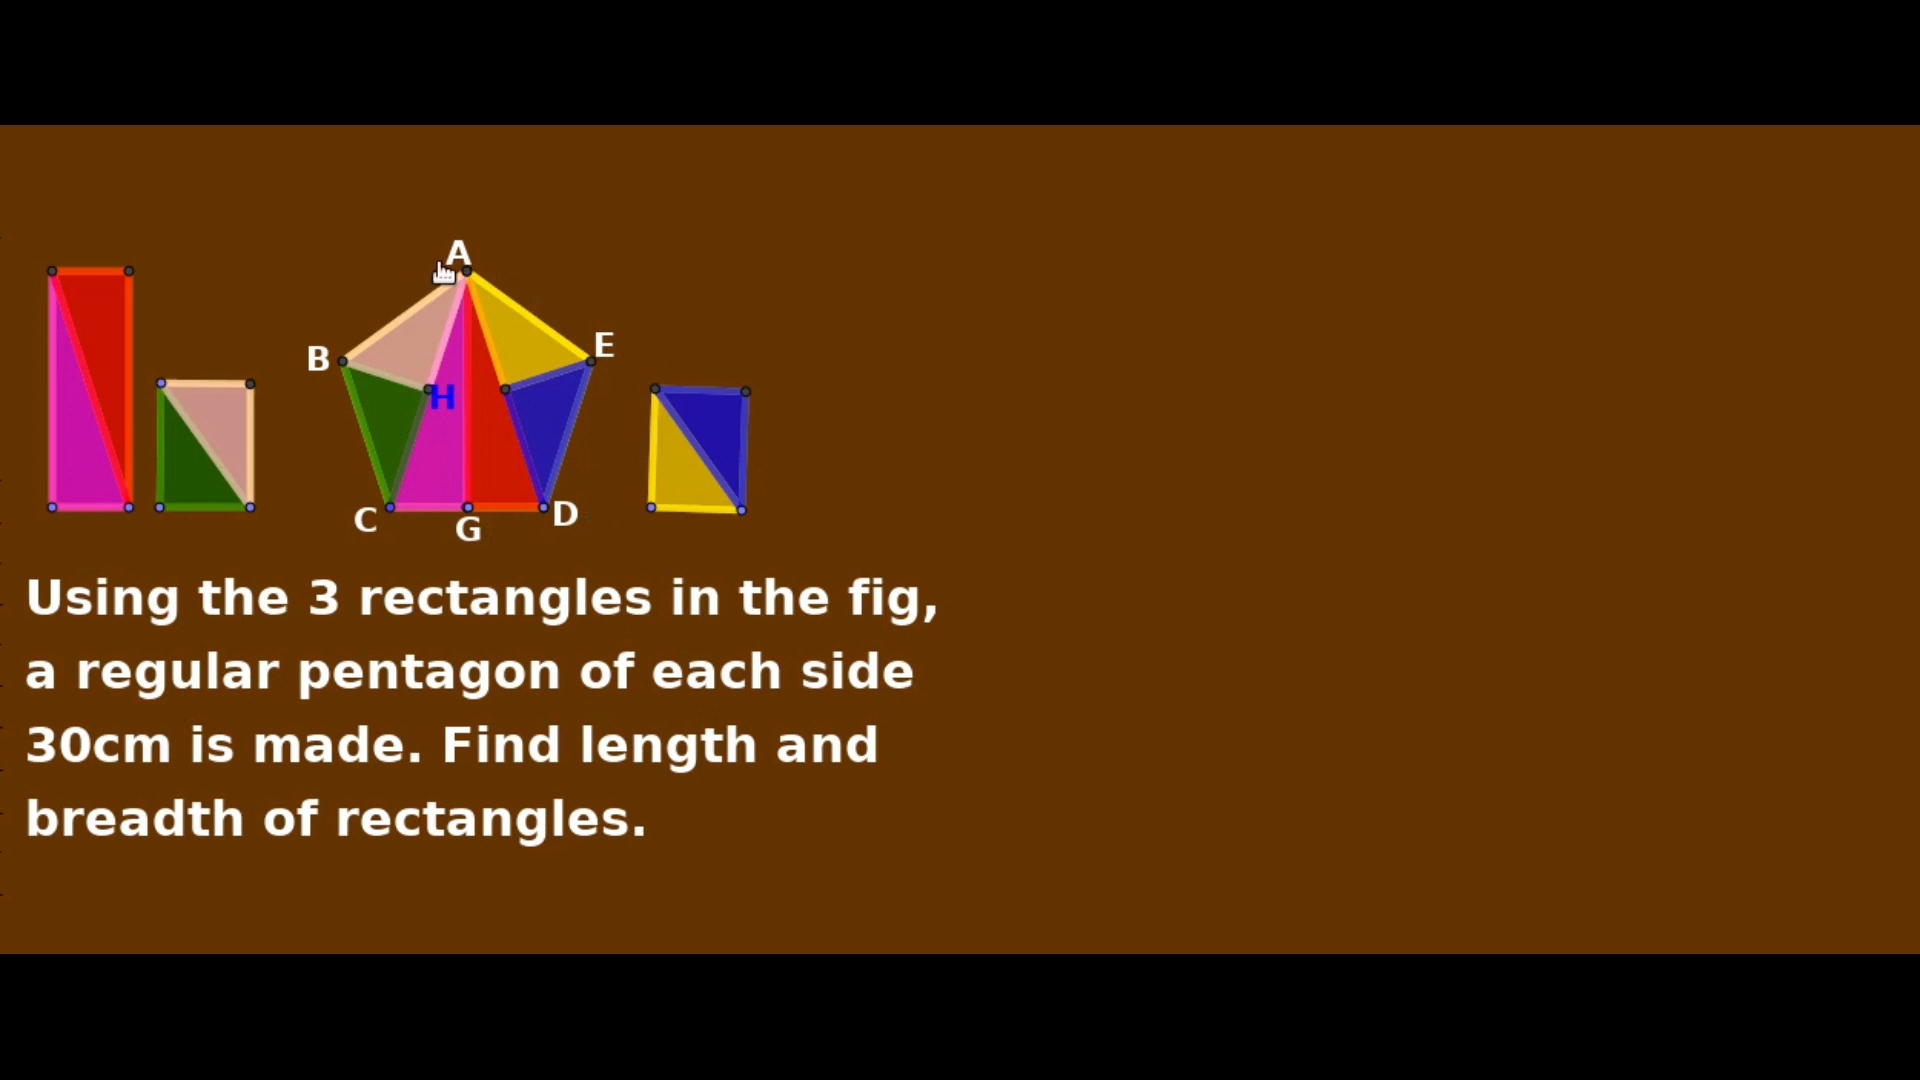 A
B
E
H
C
G
D
Using the 3 rectangles in the fig,
a regular pentagon of each side
30cm is made. Find length and
breadth of rectangles.